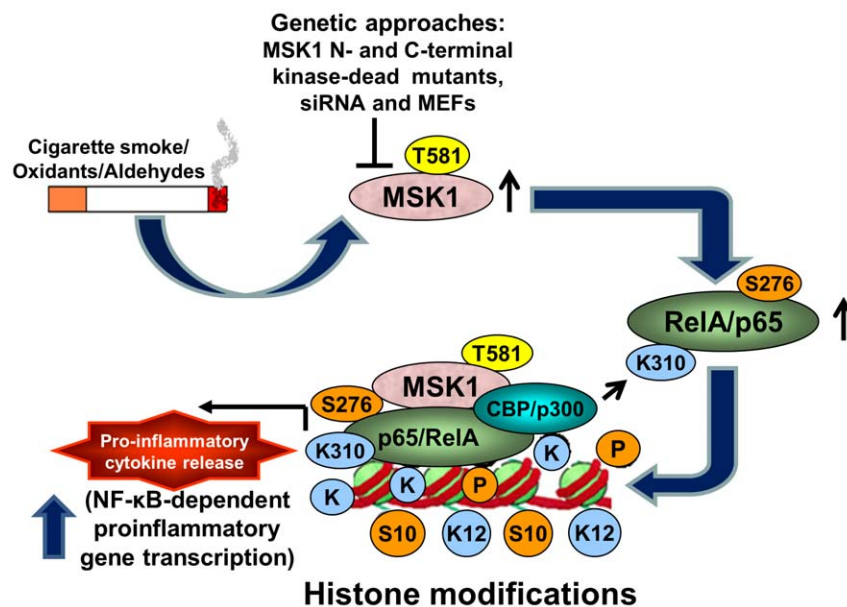 Genetic approaches:
MSK1 N- and C-terminal
kinase-dead mutants,
siRNA and MEFs
Cigarette smoke/
Oxidants/Aldehydes
T581
MSK1
S276
RelA/p65
K310
T581
MSK1
S276
CBP/p300
p65/RelA
K310
Pro-inflammatory
cytokine release
K
P
K
K
P
(NF-κB-dependent
proinflammatory
gene transcription)
S10
K12
S10
K12
Histone modifications